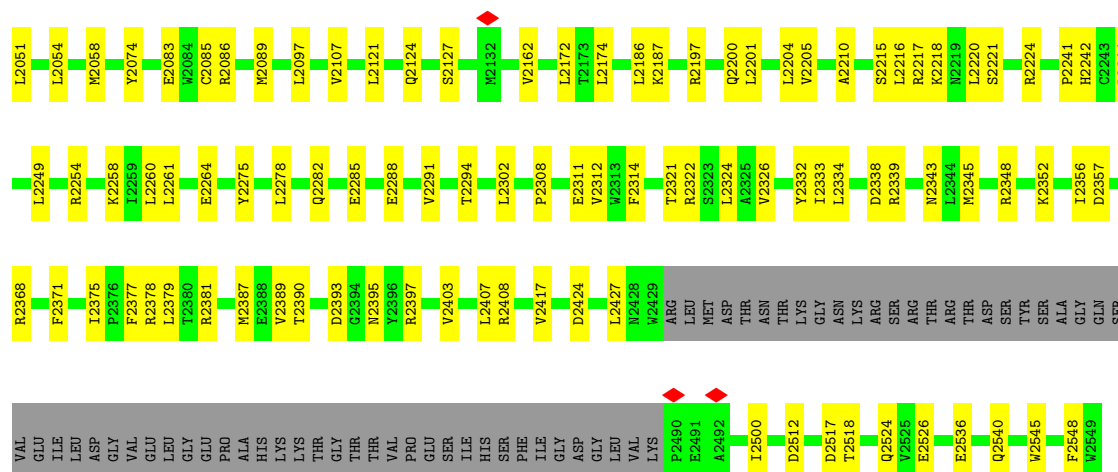 L2051 L2054 M2058 Y2074 E2083 W2084 C2085 R2086 M2089 L2097 V2107 L2121 Q2124 S2127 M2132 V2162 L2172 T2173 L2174 L2186 K2187 R2197 Q2200 L2201 L2204 V2205 A2210 S2215 L2216 R2217 K2218 N2219 L2220 S2221 R2224 P2241 H2242 C2243
L2249 R2254 K2258 I2259 L2260 L2261 E2264 Y2275 L2278 Q2282 E2285 E2288 V2291 T2294 L2302 P2308 E2311 V2312 W2313 F2314 T2321 R2322 S2323 L2324 A2325 V2326 Y2332 I2333 L2334 D2338 R2339 N2343 L2344 M2345 R2348 K2352 I2356 D2357
R2368 F2371 I2375 P2376 F2377 R2378 L2379 T2380 R2381 M2387 E2388 V2389 T2390 D2393 G2394 N2395 Y2396 R2397 V2403 L2407 R2408 V2417 D2424 L2427 N2428 W2429 ARG LEU MET ASP THR ASN THR LYS GLY ASN LYS ARG SER ARG THR ARG THR ASP SER TYR SER ALA GLY GLN SER
VAL GLU ILE LEU ASP GLY VAL GLU LEU GLY GLU PRO ALA HIS LYS LYS THR GLY THR THR VAL PRO GLU SER ILE HIS SER PHE ILE GLY ASP GLY LEU VAL LYS P2490 E2491 A2492 I2500 D2512 D2517 T2518 Q2524 V2525 E2526 E2536 Q2540 W2545 F2548 W2549